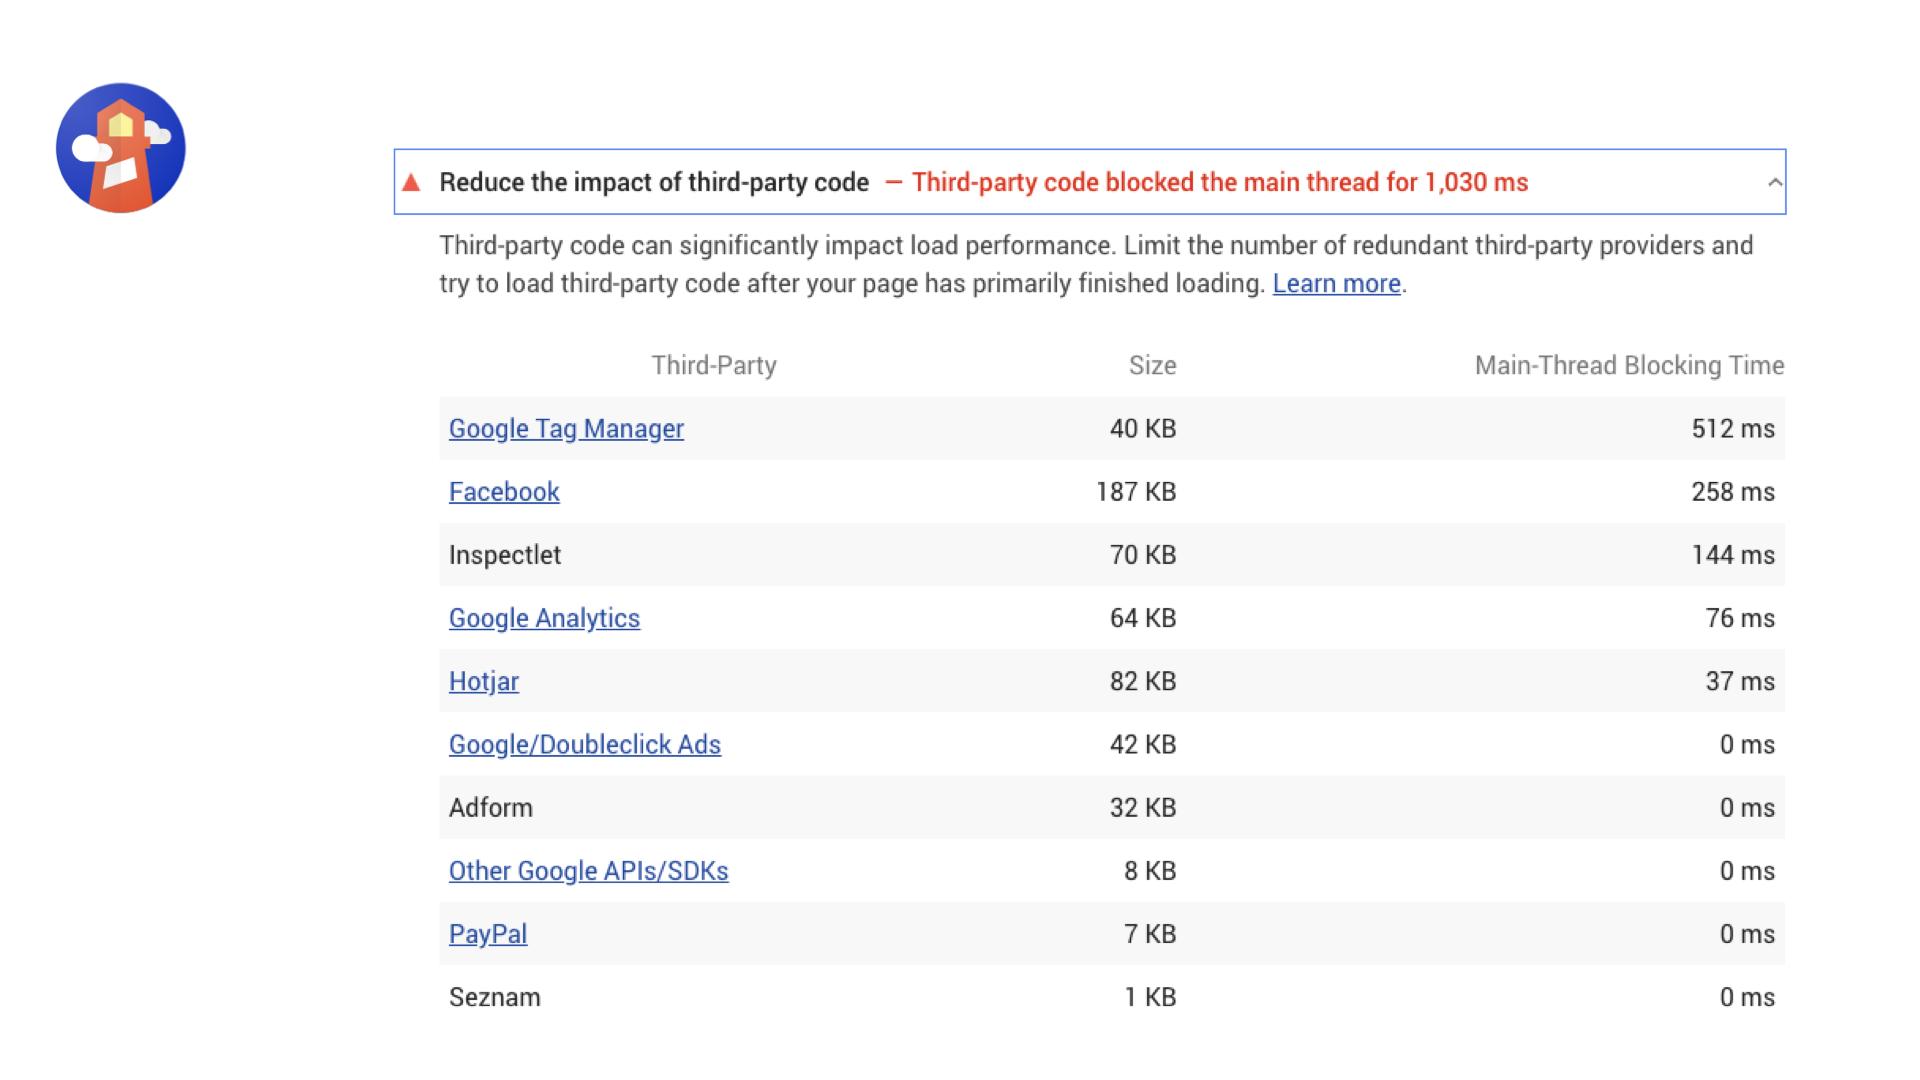 Reduce the impact of third-party code — Third-party code blocked the main thread for 1,030 ms
Third-party code can significantly impact load performance. Limit the number of redundant third-party providers and
try to load third-party code after your page has primarily finished loading. Learn more.
Third-Party Size Main-Thread Blocking Time
Google Tag Manager 40 KB 512 ms
Facebook 187 KB 258 ms
Inspectlet 70 KB 144 ms
Google Analytics 64 KB 76 ms
Hotjar 82 KB 37 ms
Google/Doubleclick Ads 42 KB 0 ms
Adform 32 KB 0 ms
Other Google APIs/SDKs 8 KB 0 ms
PayPal 7 KB 0 ms
Seznam 1 KB 0 ms